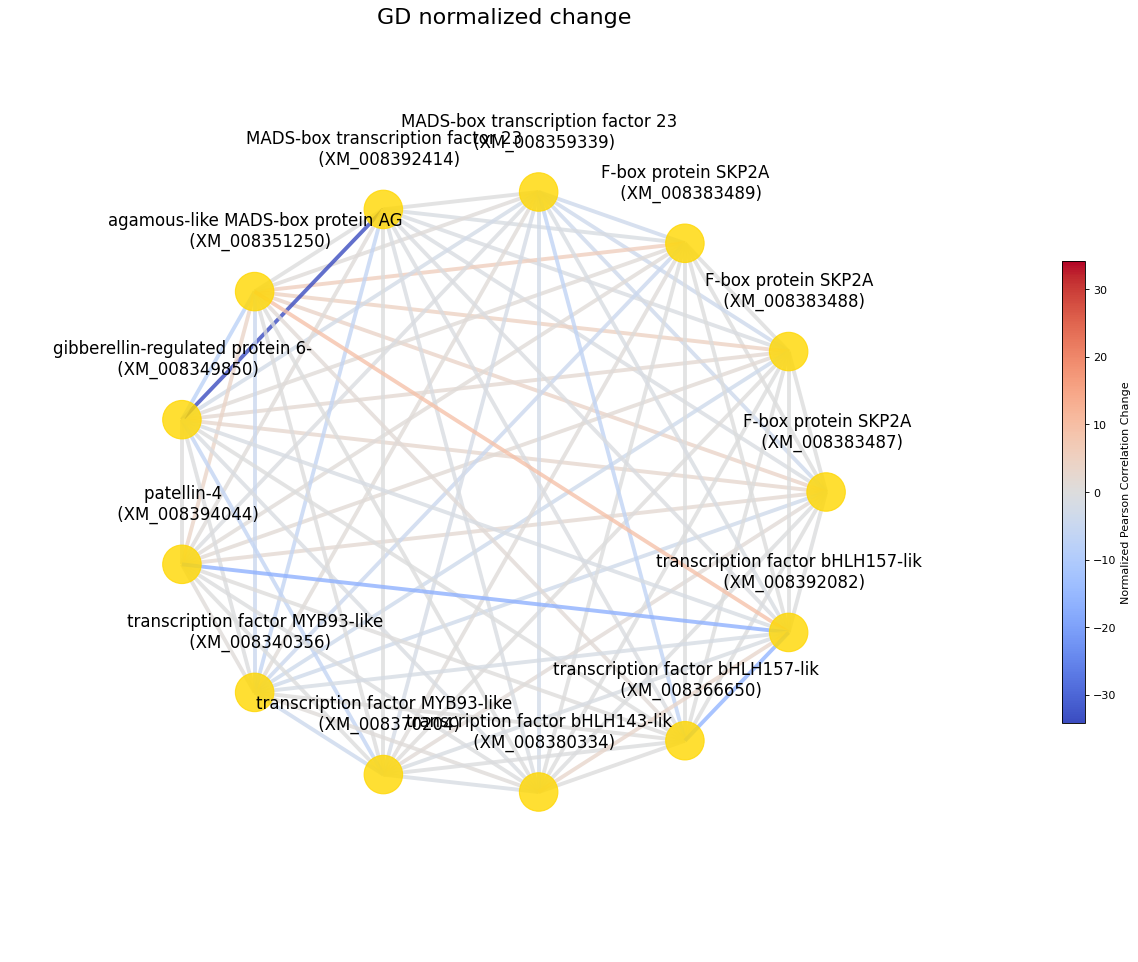 GD normalized change
MADS-box transcription factor 23
(XM_008359339)
MADS-box transcription factor 23
(XM_008392414)
F-box protein SKP2A
(XM_008383489)
agamous-like MADS-box protein AG
(XM_008351250)
F-box protein SKP2A
(XM_008383488)
gibberellin-regulated protein 6-
(XM_008349850)
F-box protein SKP2A
(XM_008383487)
patellin-4
(XM_008394044)
transcription factor bHLH157-lik
(XM_008392082)
transcription factor MYB93-like
(XM_008340356)
transcription factor bHLH157-lik
(XM_008366650)
transcription factor MYB93-like
(XM_008370204)
transcription factor bHLH143-lik
(XM_008380334)
30
20
10
0
−10
−20
−30
Normalized Pearson Correlation Change